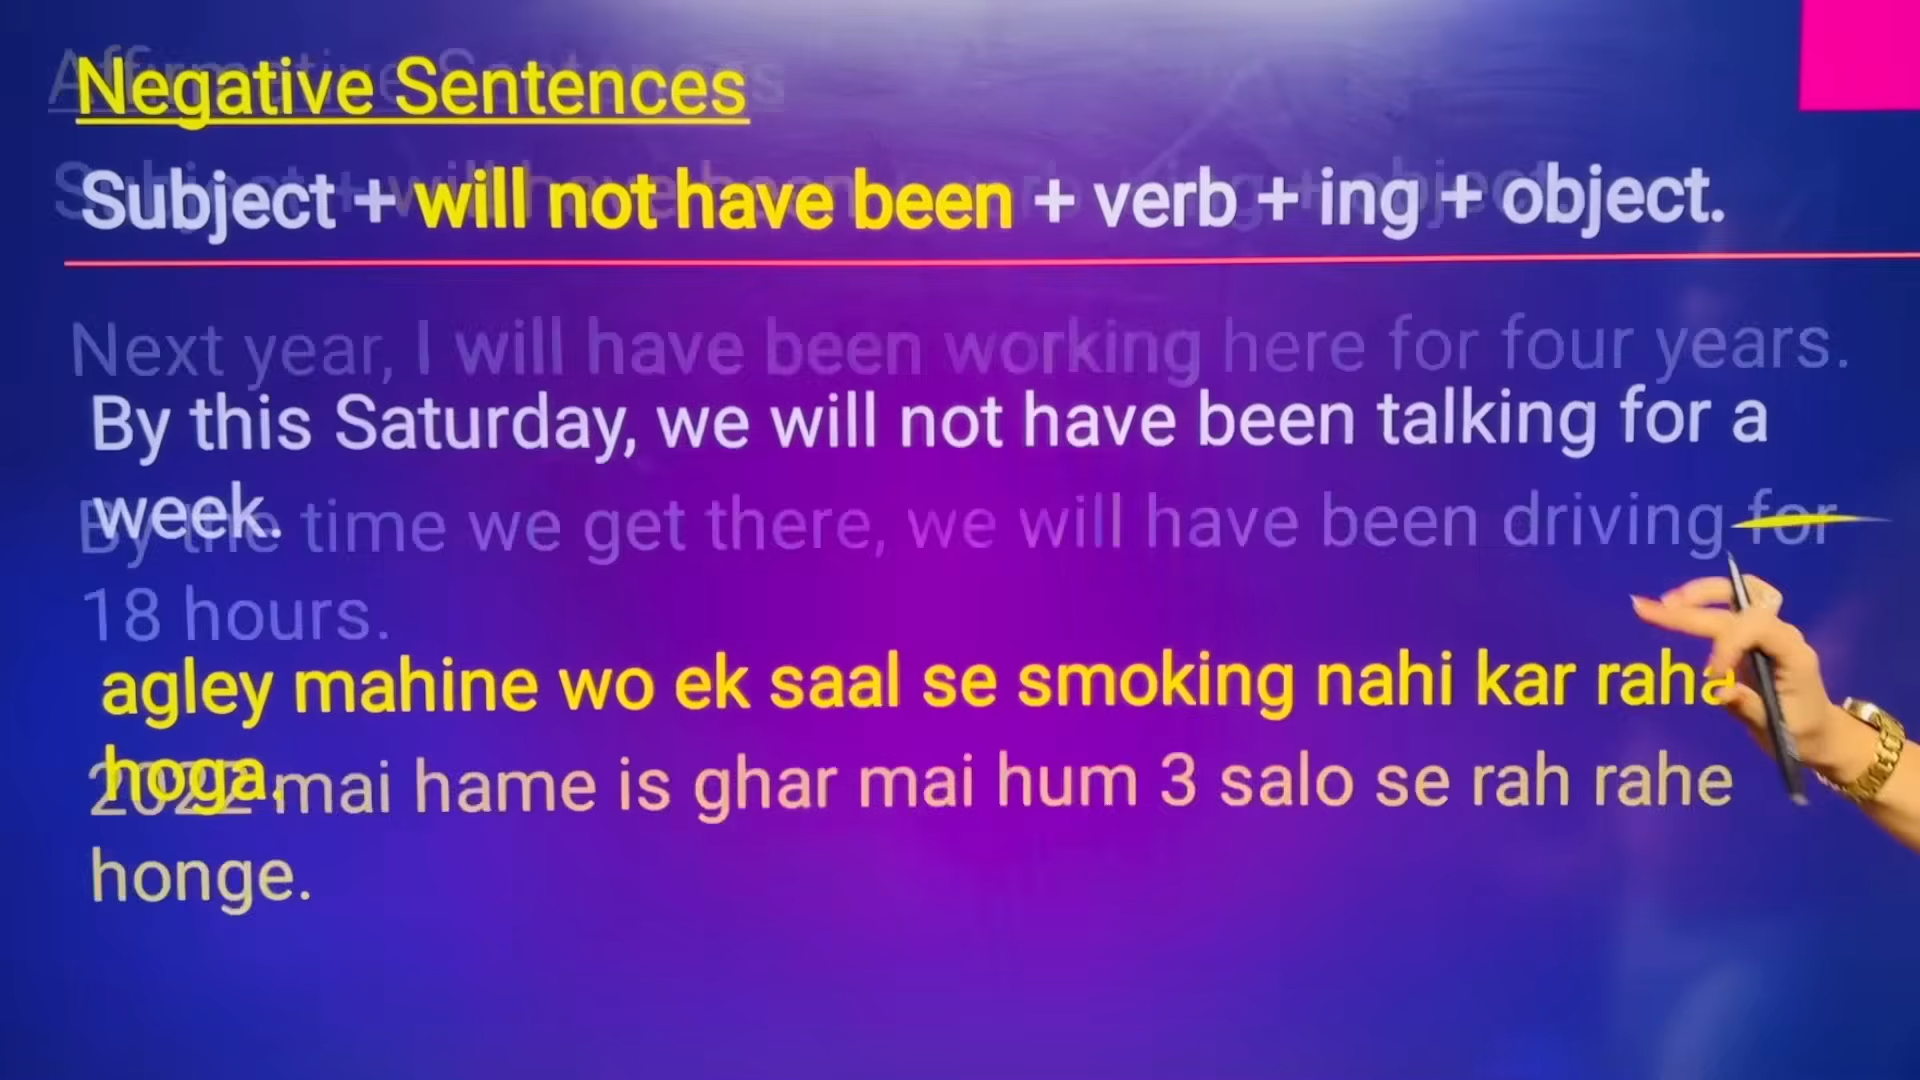 Affirmative Sentences
Negative Sentences
Subject + will not have been + verb + ing + object.
Next year, I will have been working here for four years.
By this Saturday, we will not have been talking for a
week.
By the time we get there, we will have been driving for
18 hours.
agley mahine wo ek saal se smoking nahi kar raha
hoga.
2022 mai hame is ghar mai hum 3 salo se rah rahe
honge.